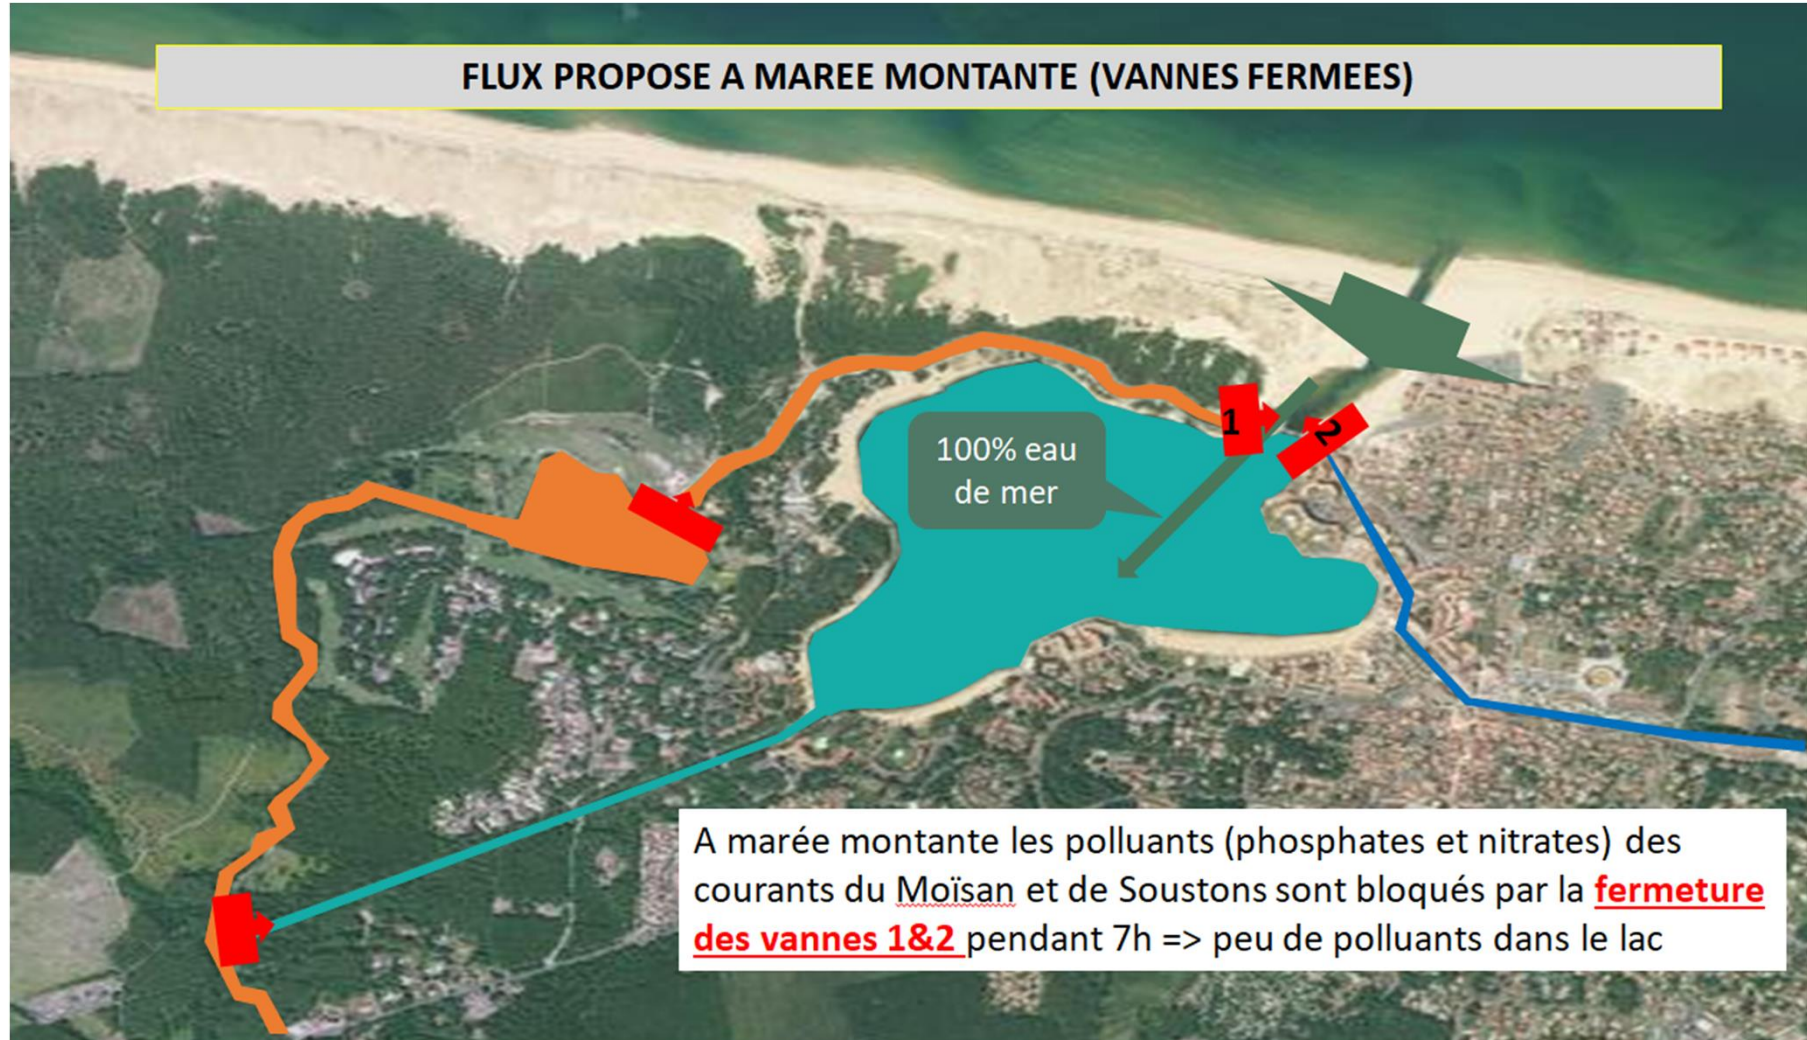 FLUX PROPOSE A MAREE MONTANTE (VANNES FERMEES)
1
2
100% eau
de mer
A marée montante les polluants (phosphates et nitrates) des
courants du Moïsan et de Soustons sont bloqués par la fermeture
des vannes 1&2 pendant 7h => peu de polluants dans le lac